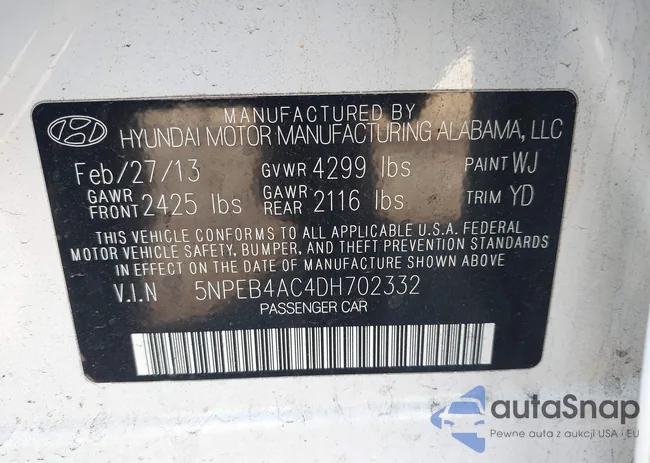 MANUFACTURED BY
HYUNDAI MOTOR MANUFACTURING ALABAMA, LLC
Feb/27/13 GVWR 4299 lbs PAINT WJ
GAWR FRONT 2425 lbs GAWR REAR 2116 lbs TRIM YD
THIS VEHICLE CONFORMS TO ALL APPLICABLE U.S.A. FEDERAL
MOTOR VEHICLE SAFETY, BUMPER, AND THEFT PREVENTION STANDARDS
IN EFFECT ON THE DATE OF MANUFACTURE SHOWN ABOVE
V.I.N 5NPEB4AC4DH702332
PASSENGER CAR
autoSnap
Pewne auta z aukcji USA i EU